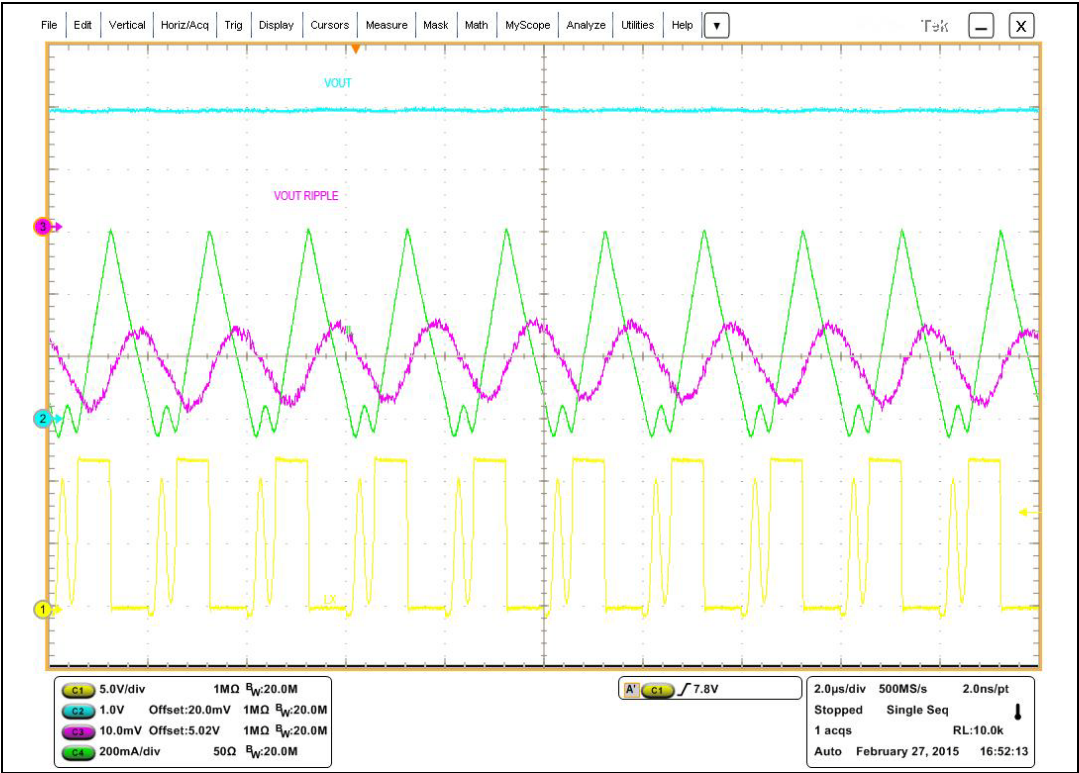 File Edit Vertical Horiz/Acq Trig Display Cursors Measure Mask Math MyScope Analyze Utilities Help Tek X
VOUT
VOUT RIPPLE
3
2
LX
1
C1 5.0V/div 1MΩ BW:20.0M
C2 1.0V Offset:20.0mV 1MΩ BW:20.0M
C3 10.0mV Offset:5.02V 1MΩ BW:20.0M
C4 200mA/div 50Ω BW:20.0M
A' C1 7.8V
2.0µs/div 500MS/s 2.0ns/pt
Stopped Single Seq
1 acqs RL:10.0k
Auto February 27, 2015 16:52:13